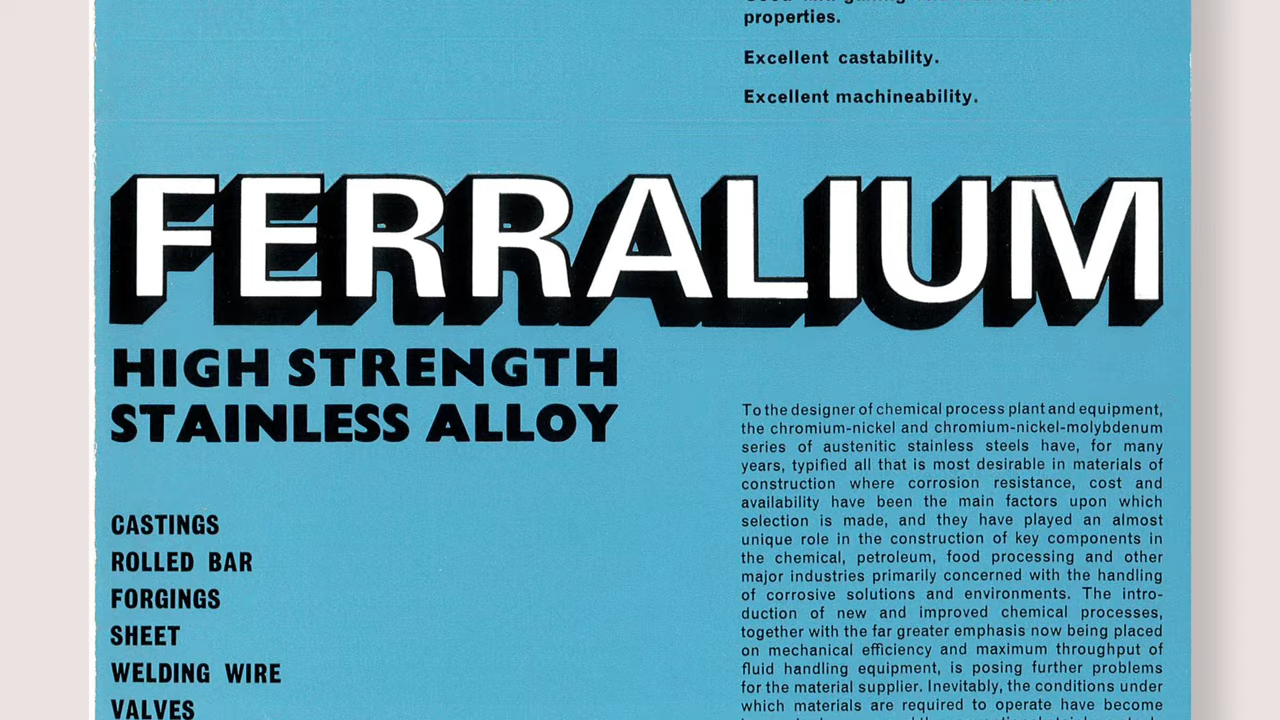 properties.
Excellent castability.
Excellent machineability.
FERRALIUM
HIGH STRENGTH
STAINLESS ALLOY
CASTINGS
ROLLED BAR
FORGINGS
SHEET
WELDING WIRE
VALVES
To the designer of chemical process plant and equipment,
the chromium-nickel and chromium-nickel-molybdenum
series of austenitic stainless steels have, for many
years, typified all that is most desirable in materials of
construction where corrosion resistance, cost and
availability have been the main factors upon which
selection is made, and they have played an almost
unique role in the construction of key components in
the chemical, petroleum, food processing and other
major industries primarily concerned with the handling
of corrosive solutions and environments. The intro-
duction of new and improved chemical processes,
together with the far greater emphasis now being placed
on mechanical efficiency and maximum throughput of
fluid handling equipment, is posing further problems
for the material supplier. Inevitably, the conditions under
which materials are required to operate have become